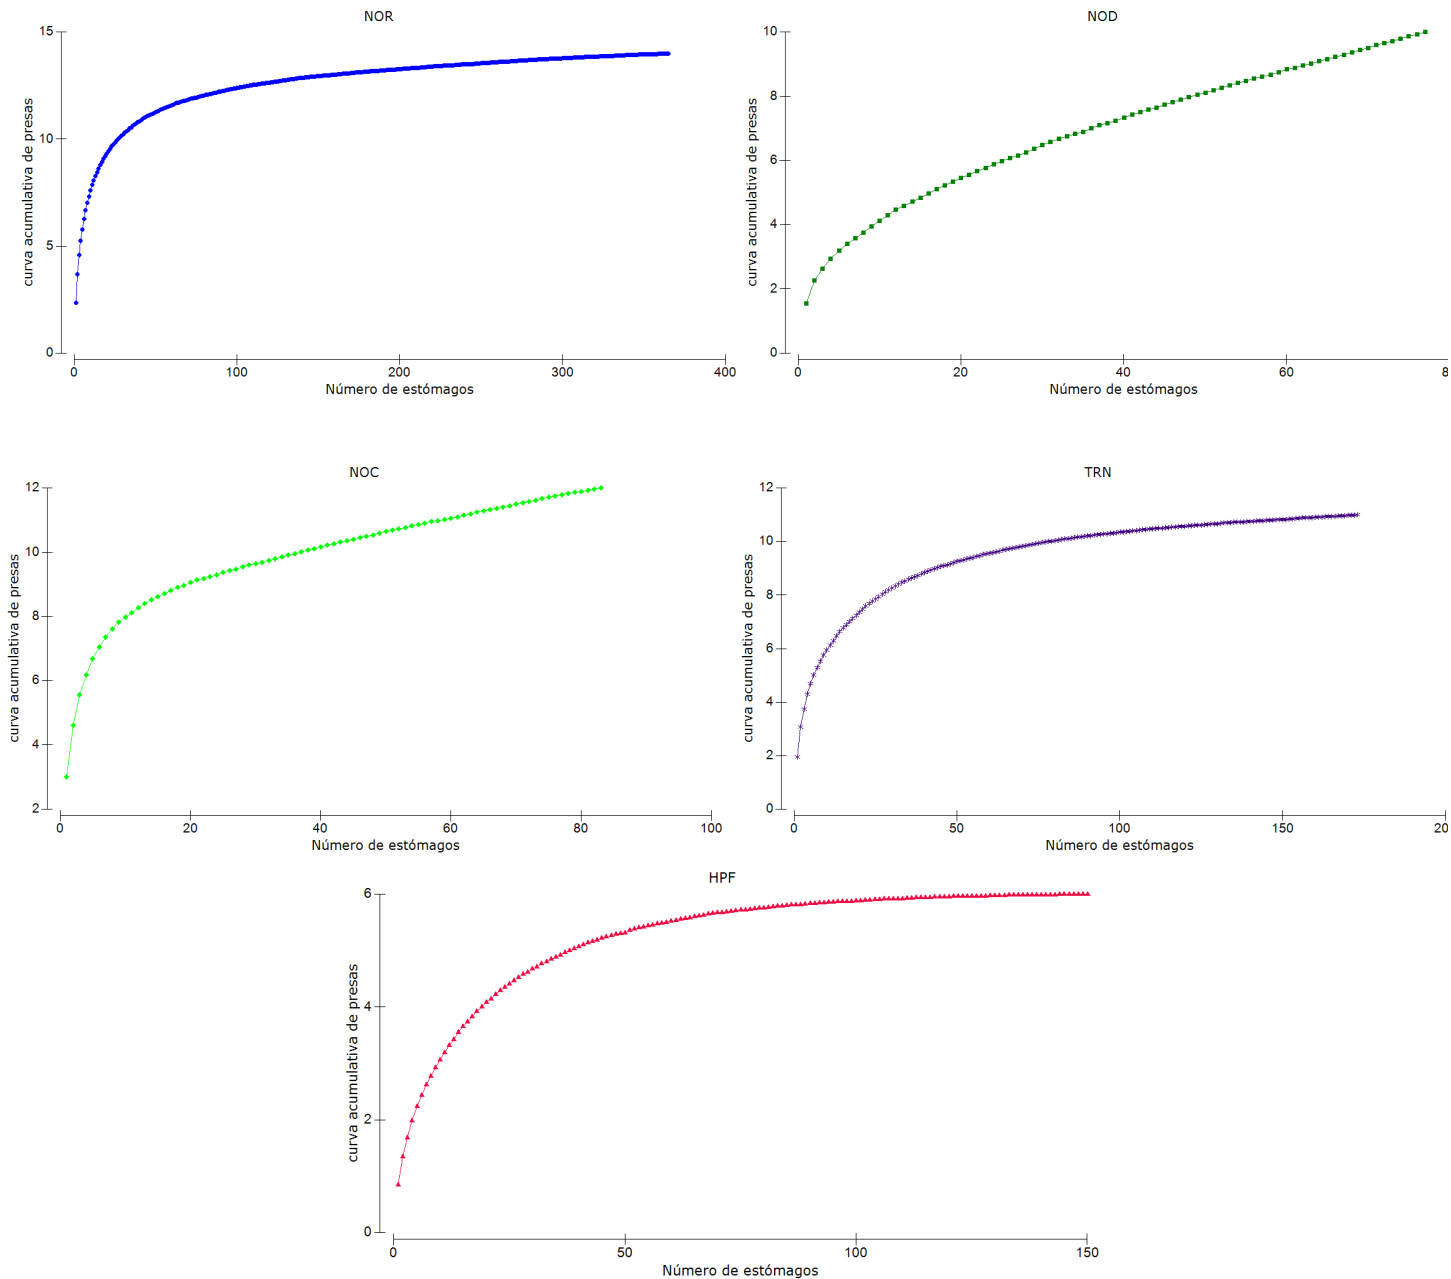 NOR
curva acumulativa de presas
15
10
5
0
0 100 200 300 400
Número de estómagos
NOD
curva acumulativa de presas
10
8
6
4
2
0
0 20 40 60 8
Número de estómagos
NOC
curva acumulativa de presas
12
10
8
6
4
2
0 20 40 60 80 100
Número de estómagos
TRN
curva acumulativa de presas
12
10
8
6
4
2
0
0 50 100 150 20
Número de estómagos
HPF
curva acumulativa de presas
6
4
2
0
0 50 100 150
Número de estómagos